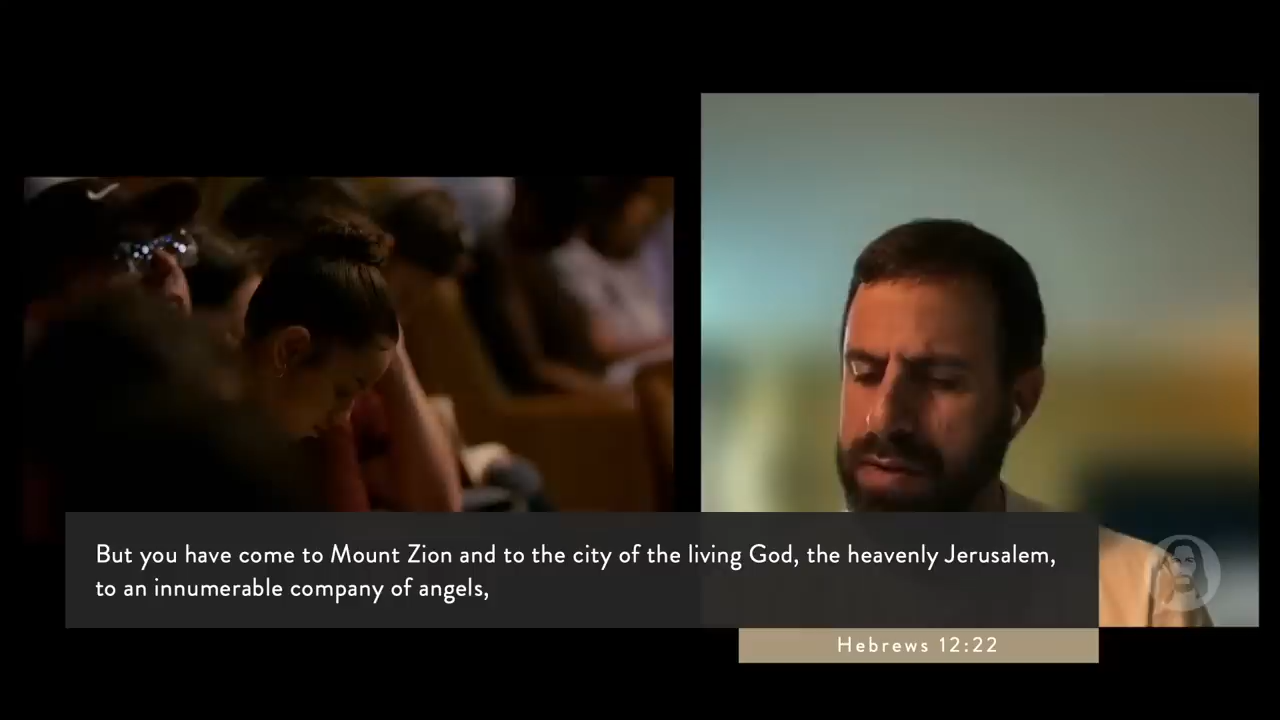 But you have come to Mount Zion and to the city of the living God, the heavenly Jerusalem,
to an innumerable company of angels,
Hebrews 12:22